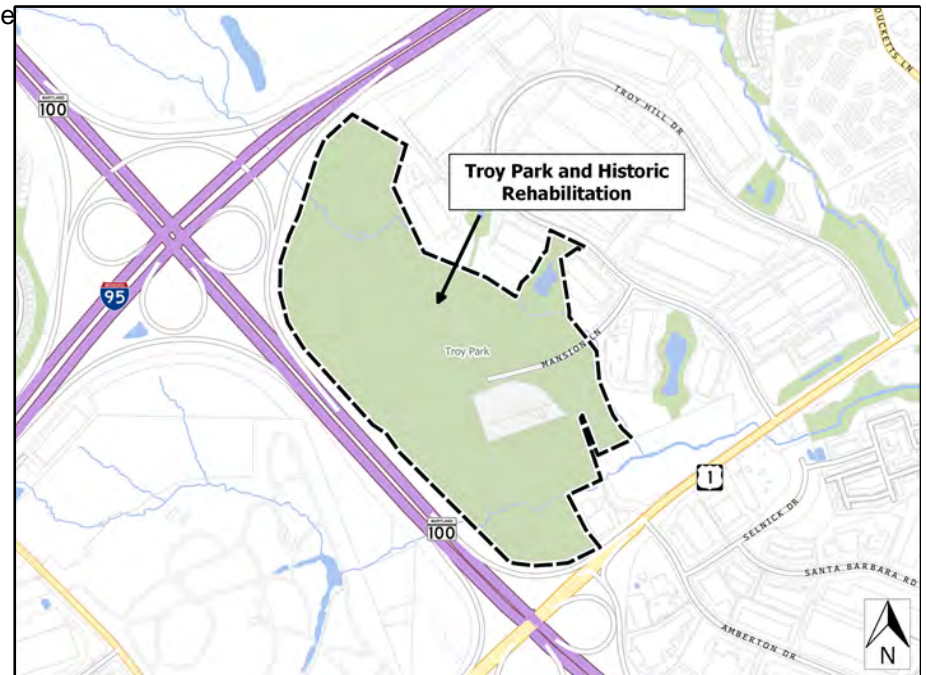 e
DUCKETTS LN
MARYLAND
100
TROY HILL DR
Troy Park and Historic
Rehabilitation
95
Troy Park
MANSION LN
1
MARYLAND
100
SELNICK DR
SANTA BARBARA RD
AMBERTON DR
N